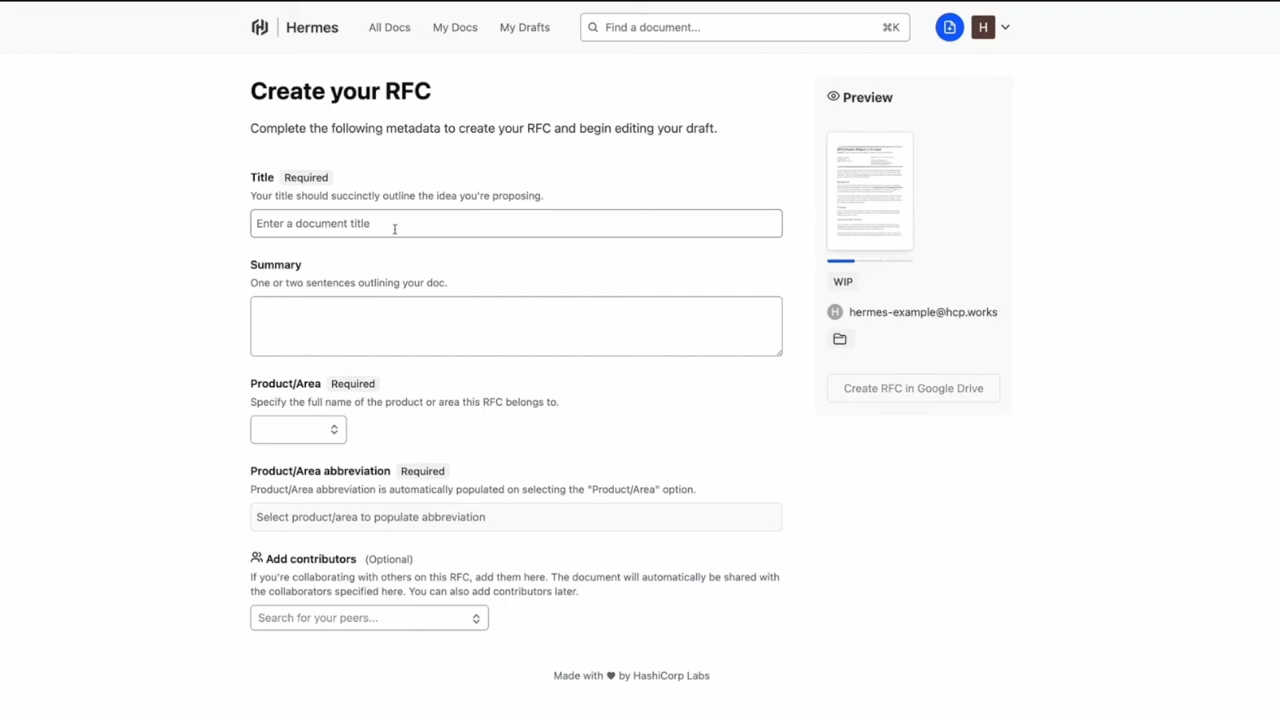 Hermes
All Docs
My Docs
My Drafts
Find a document...
⌘K
H
Create your RFC
Complete the following metadata to create your RFC and begin editing your draft.
Title Required
Your title should succinctly outline the idea you're proposing.
Enter a document title
Summary
One or two sentences outlining your doc.
Product/Area Required
Specify the full name of the product or area this RFC belongs to.
Product/Area abbreviation Required
Product/Area abbreviation is automatically populated on selecting the "Product/Area" option.
Select product/area to populate abbreviation
Add contributors (Optional)
If you're collaborating with others on this RFC, add them here. The document will automatically be shared with
the collaborators specified here. You can also add contributors later.
Search for your peers...
Preview
WIP
H hermes-example@hcp.works
Create RFC in Google Drive
Made with ♥ by HashiCorp Labs